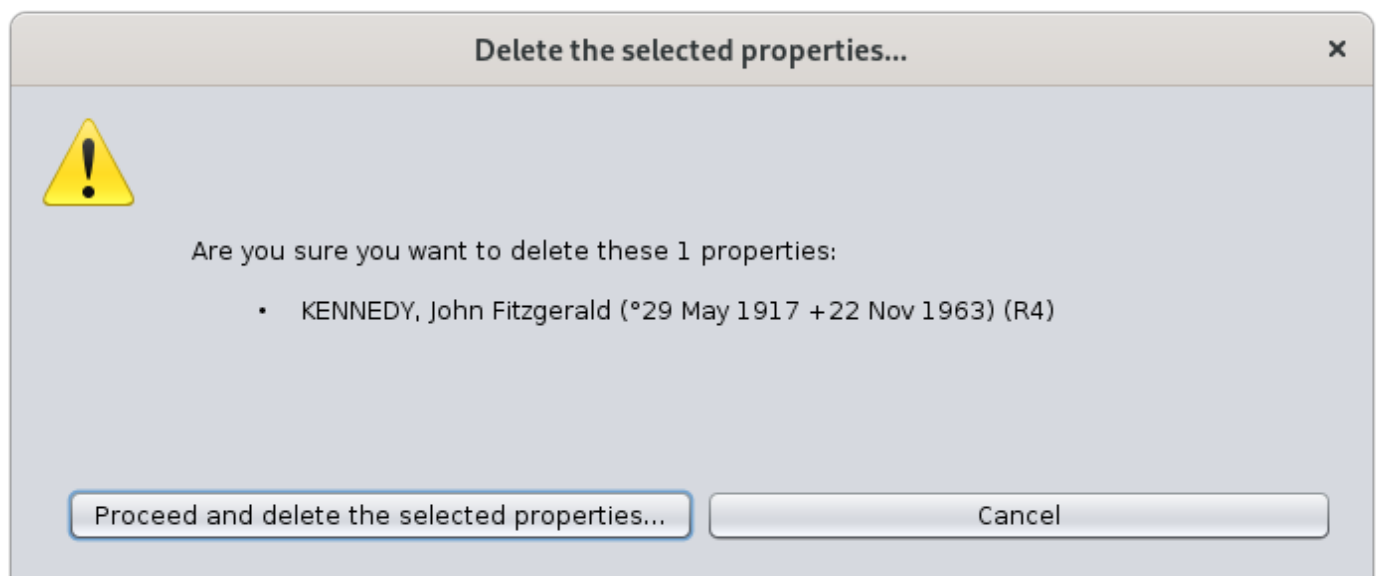 Delete the selected properties...
Are you sure you want to delete these 1 properties:
• KENNEDY, John Fitzgerald (°29 May 1917 +22 Nov 1963) (R4)
Proceed and delete the selected properties... Cancel